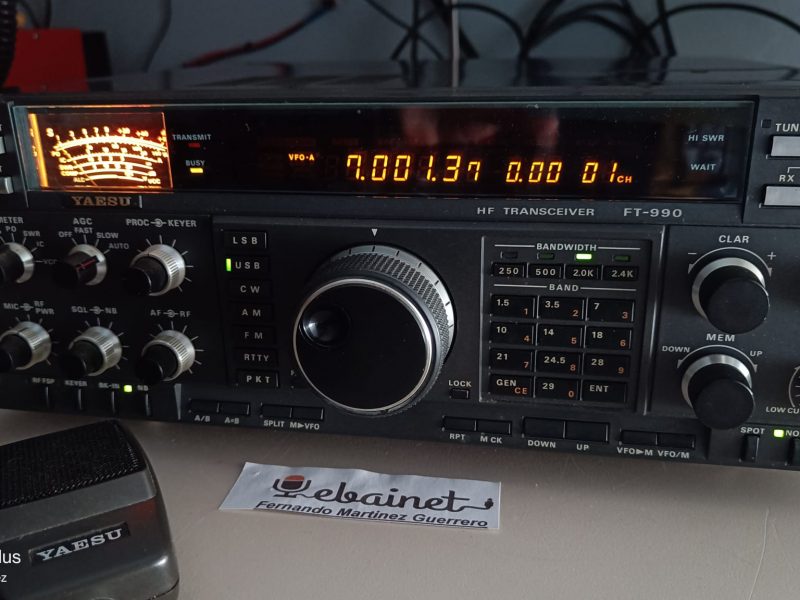 TRANSMIT
BUSY
VFO-A
7.001.37 0.00 01CH
HI SWR
WAIT
TUN
RX
YAESU
HF TRANSCEIVER FT-990
METER
PO SWR
IC
VCC
AGC
OFF FAST SLOW AUTO
PROC KEYER
MIC RF PWR
SQL NB
AF RF
LSB
USB
CW
AM
FM
RTTY
PKT
BANDWIDTH
250 500 2.0K 2.4K
BAND
1.5 1 3.5 2 7 3
10 4 14 5 18 6
21 7 24.5 8 28 9
GEN CE 29 0 ENT
CLAR
- +
MEM
DOWN UP
LOW CU
KEYER BK-IN NB
A/B A=B
SPLIT M▶VFO
LOCK
RPT M CK
DOWN UP
VFO▶M VFO/M
SPOT NO
ebainet
Fernando Martinez Guerrero
YAESU
lus
ez